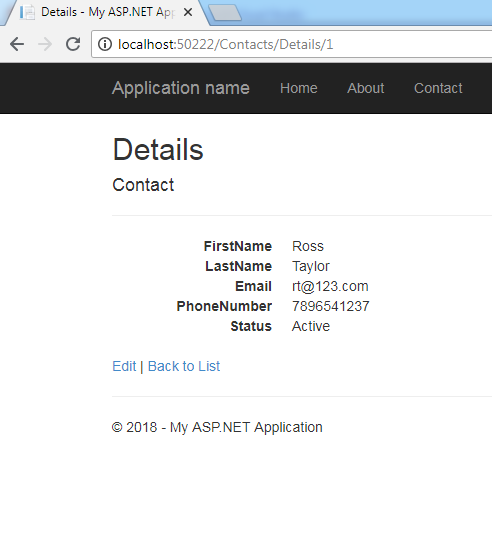 Details - My ASP.NET App
localhost:50222/Contacts/Details/1
Application name Home About Contact
Details
Contact
FirstName Ross
LastName Taylor
Email rt@123.com
PhoneNumber 7896541237
Status Active
Edit | Back to List
© 2018 - My ASP.NET Application